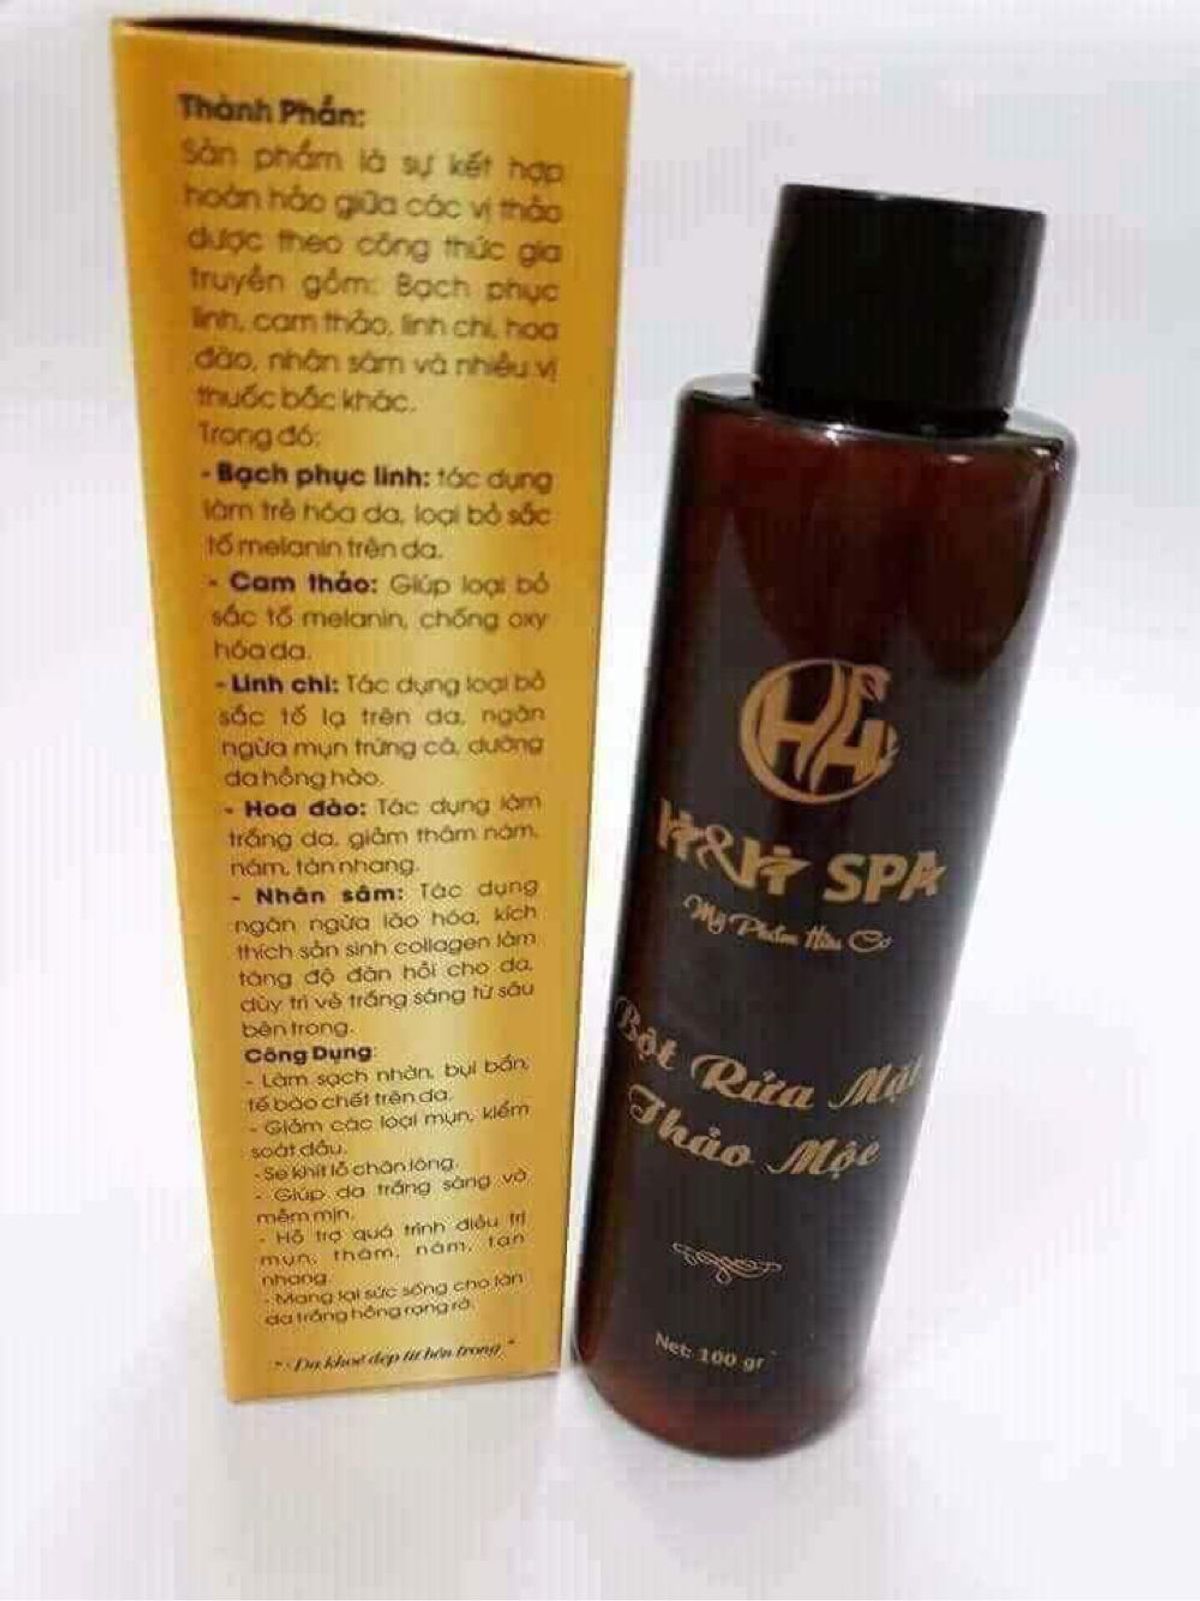 Thành Phần:
Sản phẩm là sự kết hợp
hoàn hảo giữa các vị thảo
dược theo công thức gia
truyền gồm: Bạch phục
linh, cam thảo, linh chi, hoa
đào, nhân sâm và nhiều vị
thuốc bắc khác.
Trong đó:
- Bạch phục linh: tác dụng
làm trẻ hóa da, loại bỏ sắc
tố melanin trên da.
- Cam thảo: Giúp loại bỏ
sắc tố melanin, chống oxy
hóa da.
- Linh chi: Tác dụng loại bỏ
sắc tố lạ trên da, ngăn
ngừa mụn trứng cá, dưỡng
da hồng hào.
- Hoa đào: Tác dụng làm
trắng da, giảm thâm nám,
nám, tàn nhang.
- Nhân sâm: Tác dụng
ngăn ngừa lão hóa, kích
thích sản sinh collagen làm
tăng độ đàn hồi cho da,
dùy trì vẻ trắng sáng từ sâu
bên trong.
Công Dụng:
- Làm sạch nhờn, bụi bẩn,
tế bào chết trên da.
- Giảm các loại mụn, kiểm
soát dầu.
- Se khít lỗ chân lông.
- Giúp da trắng sáng và
mềm mịn.
- Hỗ trợ quá trình điều trị
mụn, thâm, nám, tàn
nhang.
- Mang lại sức sống cho làn
da trắng hồng rạng rỡ.
"- Da khoẻ đẹp từ bên trong"
HH
H&H SPA
Mỹ Phẩm Hữu Cơ
Bột Rửa Mặt
Thảo Mộc
Net: 100 gr